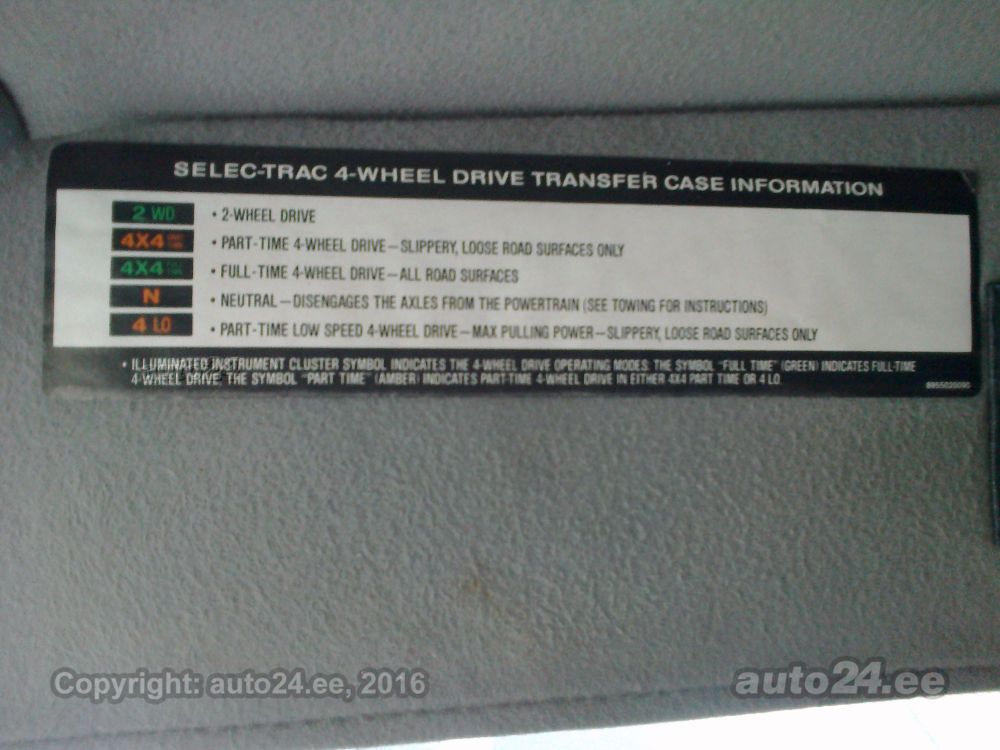 SELEC-TRAC 4-WHEEL DRIVE TRANSFER CASE INFORMATION
2 WD • 2-WHEEL DRIVE
4X4 PART TIME • PART-TIME 4-WHEEL DRIVE—SLIPPERY, LOOSE ROAD SURFACES ONLY
4X4 FULL TIME • FULL-TIME 4-WHEEL DRIVE—ALL ROAD SURFACES
N • NEUTRAL—DISENGAGES THE AXLES FROM THE POWERTRAIN (SEE TOWING FOR INSTRUCTIONS)
4 LO • PART-TIME LOW SPEED 4-WHEEL DRIVE—MAX PULLING POWER—SLIPPERY, LOOSE ROAD SURFACES ONLY
• ILLUMINATED INSTRUMENT CLUSTER SYMBOL INDICATES THE 4-WHEEL DRIVE OPERATING MODES. THE SYMBOL "FULL TIME" (GREEN) INDICATES FULL-TIME
4-WHEEL DRIVE. THE SYMBOL "PART TIME" (AMBER) INDICATES PART-TIME 4-WHEEL DRIVE IN EITHER 4X4 PART TIME OR 4 LO.
Copyright: auto24.ee, 2016
auto24.ee